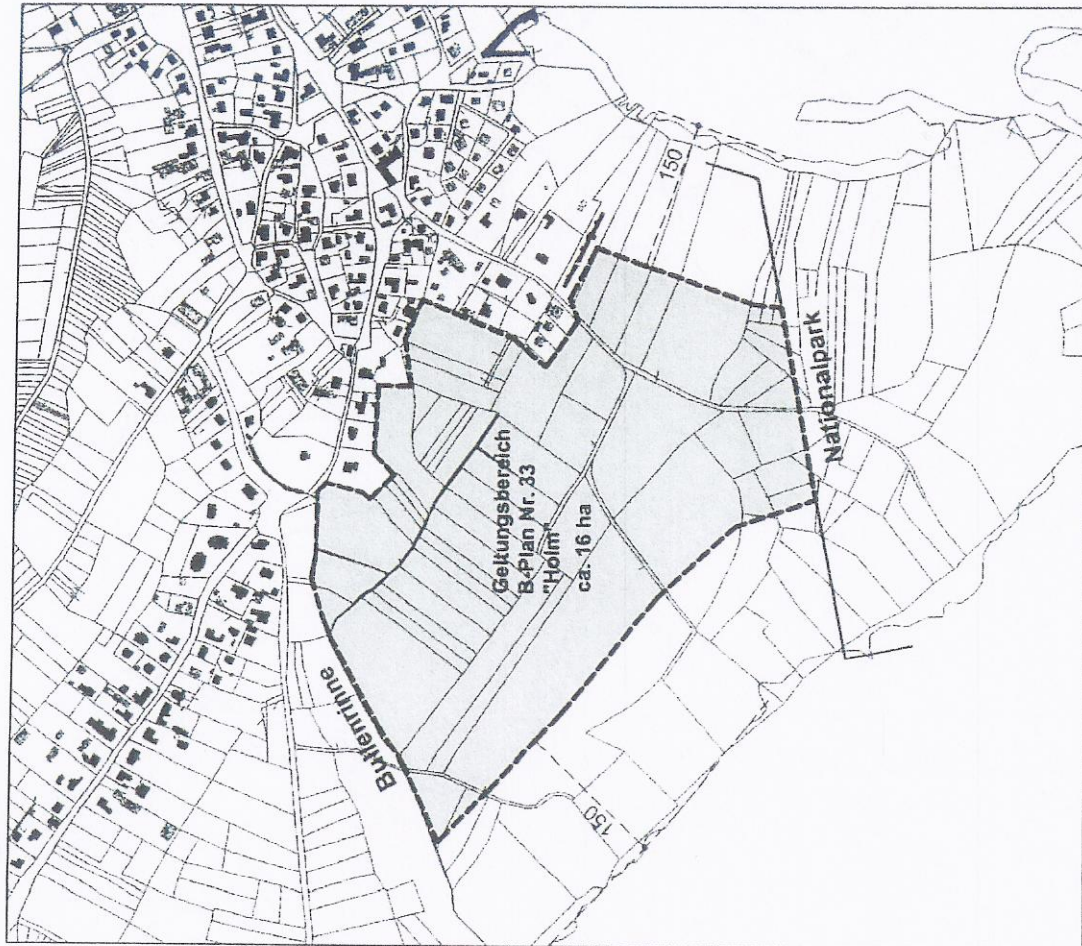 Geltungsbereich
B-Plan Nr. 33
"Holm"
ca. 16 ha
Bullenrinne
Nationalpark
150
150